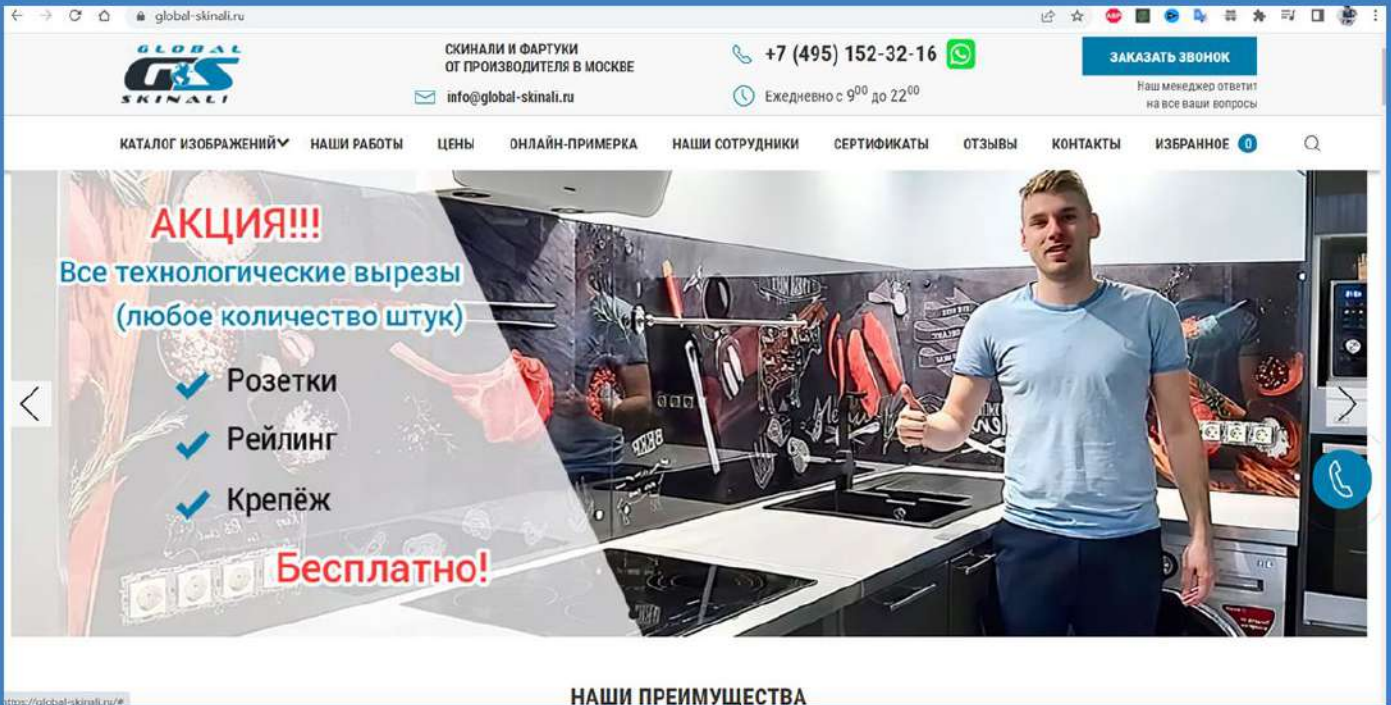 global-skinali.ru
GLOBAL
GS
SKINALI
СКИНАЛИ И ФАРТУКИ
ОТ ПРОИЗВОДИТЕЛЯ В МОСКВЕ
info@global-skinali.ru
+7 (495) 152-32-16
Ежедневно с 9⁰⁰ до 22⁰⁰
ЗАКАЗАТЬ ЗВОНОК
Наш менеджер ответит
на все ваши вопросы
КАТАЛОГ ИЗОБРАЖЕНИЙ НАШИ РАБОТЫ ЦЕНЫ ОНЛАЙН-ПРИМЕРКА НАШИ СОТРУДНИКИ СЕРТИФИКАТЫ ОТЗЫВЫ КОНТАКТЫ ИЗБРАННОЕ 0
АКЦИЯ!!!
Все технологические вырезы
(любое количество штук)
Розетки
Рейлинг
Крепёж
Бесплатно!
НАШИ ПРЕИМУЩЕСТВА
https://global-skinali.ru/#